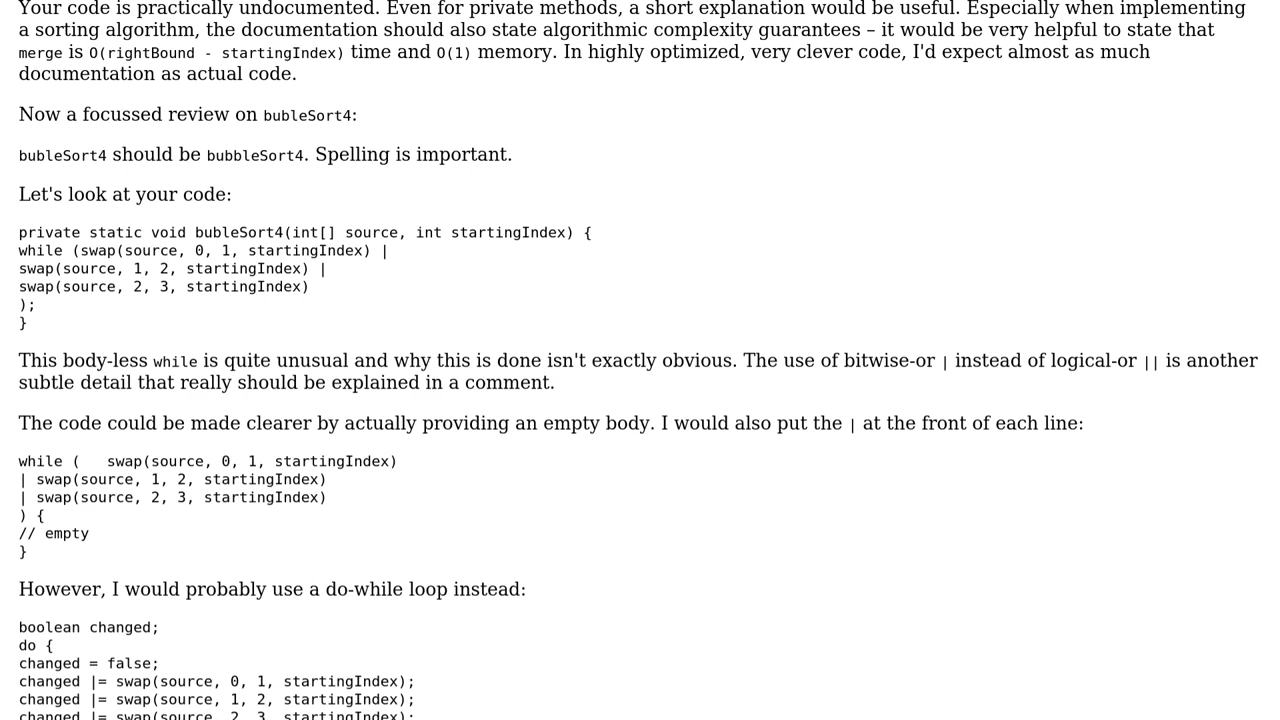 Your code is practically undocumented. Even for private methods, a short explanation would be useful. Especially when implementing
a sorting algorithm, the documentation should also state algorithmic complexity guarantees – it would be very helpful to state that
merge is O(rightBound - startingIndex) time and O(1) memory. In highly optimized, very clever code, I'd expect almost as much
documentation as actual code.
Now a focussed review on bubleSort4:
bubleSort4 should be bubbleSort4. Spelling is important.
Let's look at your code:
private static void bubleSort4(int[] source, int startingIndex) {
while (swap(source, 0, 1, startingIndex) |
swap(source, 1, 2, startingIndex) |
swap(source, 2, 3, startingIndex)
);
}
This body-less while is quite unusual and why this is done isn't exactly obvious. The use of bitwise-or | instead of logical-or || is another
subtle detail that really should be explained in a comment.
The code could be made clearer by actually providing an empty body. I would also put the | at the front of each line:
while (   swap(source, 0, 1, startingIndex)
| swap(source, 1, 2, startingIndex)
| swap(source, 2, 3, startingIndex)
) {
// empty
}
However, I would probably use a do-while loop instead:
boolean changed;
do {
changed = false;
changed |= swap(source, 0, 1, startingIndex);
changed |= swap(source, 1, 2, startingIndex);
changed |= swap(source, 2, 3, startingIndex);